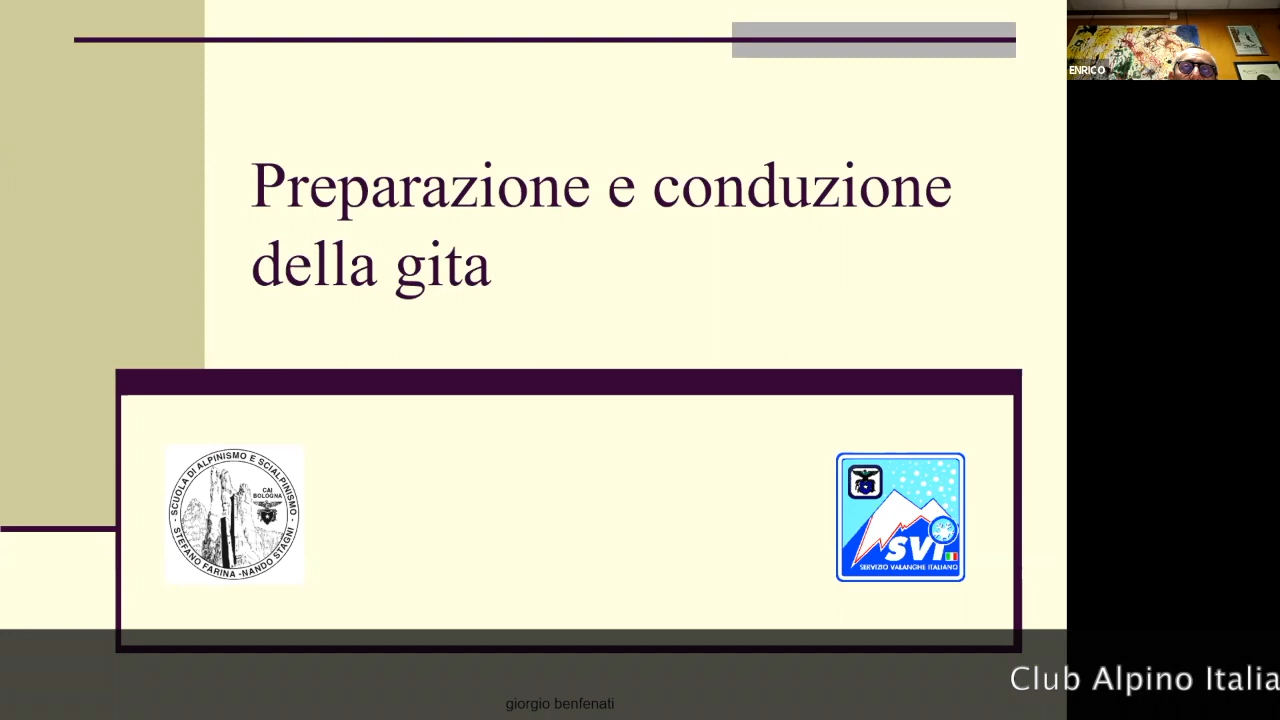 ENRICO
Preparazione e conduzione
della gita
SCUOLA DI ALPINISMO E SCIALPINISMO
CAI
BOLOGNA
STEFANO FARINA - NANDO STAGNI
SVI
SERVIZIO VALANGHE ITALIANO
Club Alpino Italia
giorgio benfenati